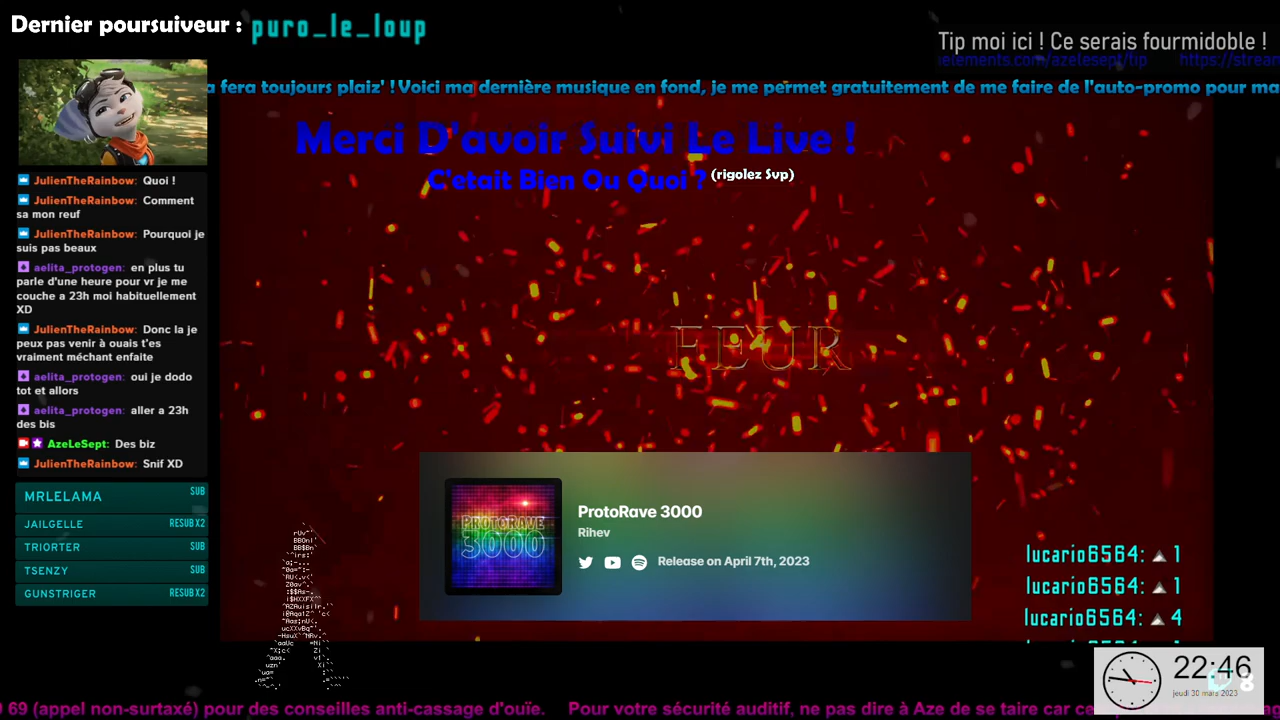 Dernier poursuiveur : puro_le_loup
Tip moi ici ! Ce serais fourmidoble !
elements.com/azelesept/tip https://strea
a fera toujours plaiz' ! Voici ma dernière musique en fond, je me permet gratuitement de me faire de l'auto-promo pour ma
Merci D'avoir Suivi Le Live !
C'etait Bien Ou Quoi ? (rigolez Svp)
JulienTheRainbow: Quoi !
JulienTheRainbow: Comment
sa mon reuf
JulienTheRainbow: Pourquoi je
suis pas beaux
aelita_protogen: en plus tu
parle d'une heure pour vr je me
couche a 23h moi habituellement
XD
JulienTheRainbow: Donc la je
peux pas venir à ouais t'es
vraiment méchant enfaite
aelita_protogen: oui je dodo
tot et allors
aelita_protogen: aller a 23h
des bis
AzeLeSept: Des biz
JulienTheRainbow: Snif XD
MRLELAMA SUB
JAILGELLE RESUB X2
TRIORTER SUB
TSENZY SUB
GUNSTRIGER RESUB X2
FEUR
PROTORAVE
3000
ProtoRave 3000
Rihev
Release on April 7th, 2023
lucario6564: 1
lucario6564: 1
lucario6564: 4
22:46
jeudi 30 mars 2023
8
69 (appel non-surtaxé) pour des conseilles anti-cassage d'ouïe. Pour votre sécurité auditif, ne pas dire à Aze de se taire car ce